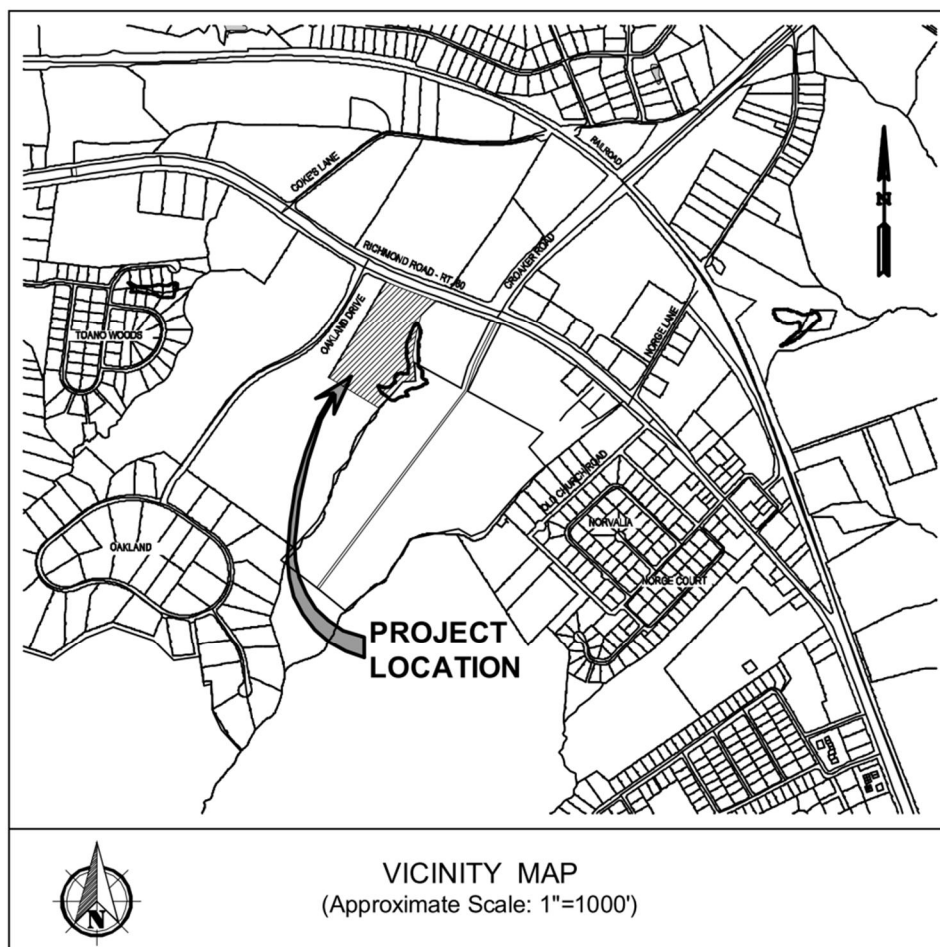 RAILROAD
N
COKE'S LANE
RICHMOND ROAD - RT. 60
CROAKER ROAD
OAKLAND DRIVE
NORGE LANE
TOANO WOODS
OLD CHURCH ROAD
NORVALIA
OAKLAND
NORGE COURT
PROJECT
LOCATION
N
VICINITY MAP
(Approximate Scale: 1"=1000')